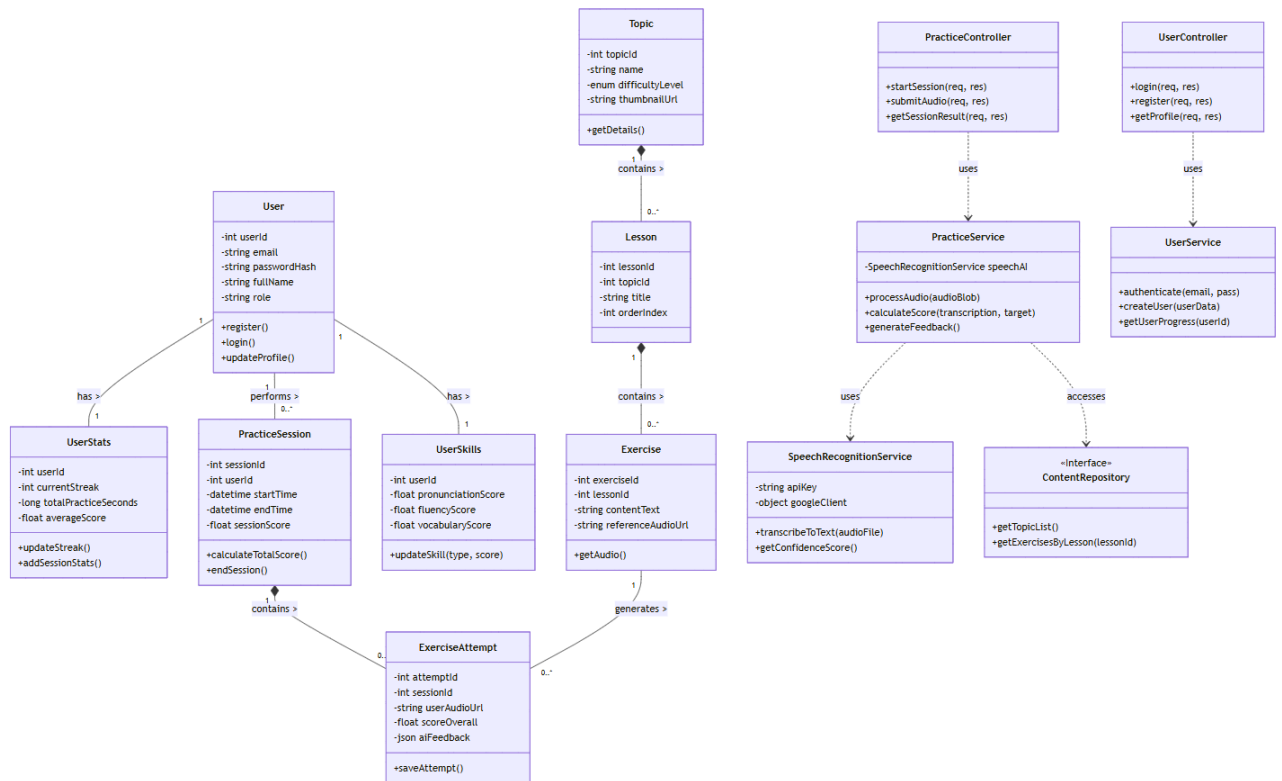 Topic
-int topicId
-string name
-enum difficultyLevel
-string thumbnailUrl
+getDetails()
1
contains >
0..*
Lesson
-int lessonId
-int topicId
-string title
-int orderIndex
1
contains >
0..*
Exercise
-int exerciseId
-int lessonId
-string contentText
-string referenceAudioUrl
+getAudio()
1
generates >
0..*
User
-int userId
-string email
-string passwordHash
-string fullName
-string role
+register()
+login()
+updateProfile()
1
has >
1
1
performs >
0..*
1
has >
1
UserStats
-int userId
-int currentStreak
-long totalPracticeSeconds
-float averageScore
+updateStreak()
+addSessionStats()
PracticeSession
-int sessionId
-int userId
-datetime startTime
-datetime endTime
-float sessionScore
+calculateTotalScore()
+endSession()
1
contains >
0..
UserSkills
-int userId
-float pronunciationScore
-float fluencyScore
-float vocabularyScore
+updateSkill(type, score)
ExerciseAttempt
-int attemptId
-int sessionId
-string userAudioUrl
-float scoreOverall
-json aiFeedback
+saveAttempt()
PracticeController
+startSession(req, res)
+submitAudio(req, res)
+getSessionResult(req, res)
uses
PracticeService
-SpeechRecognitionService speechAI
+processAudio(audioBlob)
+calculateScore(transcription, target)
+generateFeedback()
uses
accesses
SpeechRecognitionService
-string apiKey
-object googleClient
+transcribeToText(audioFile)
+getConfidenceScore()
«Interface»
ContentRepository
+getTopicList()
+getExercisesByLesson(lessonId)
UserController
+login(req, res)
+register(req, res)
+getProfile(req, res)
uses
UserService
+authenticate(email, pass)
+createUser(userData)
+getUserProgress(userId)